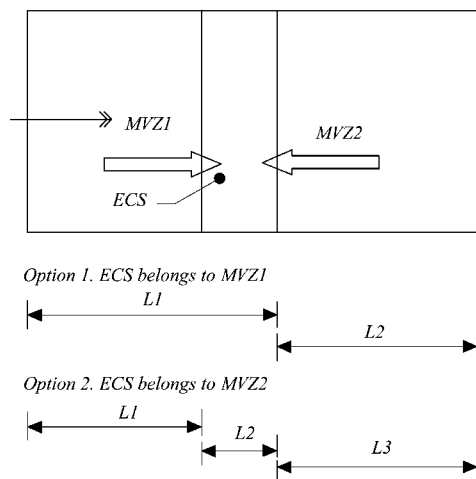 MVZ1
MVZ2
ECS
Option 1. ECS belongs to MVZ1
L1
L2
Option 2. ECS belongs to MVZ2
L1
L2
L3